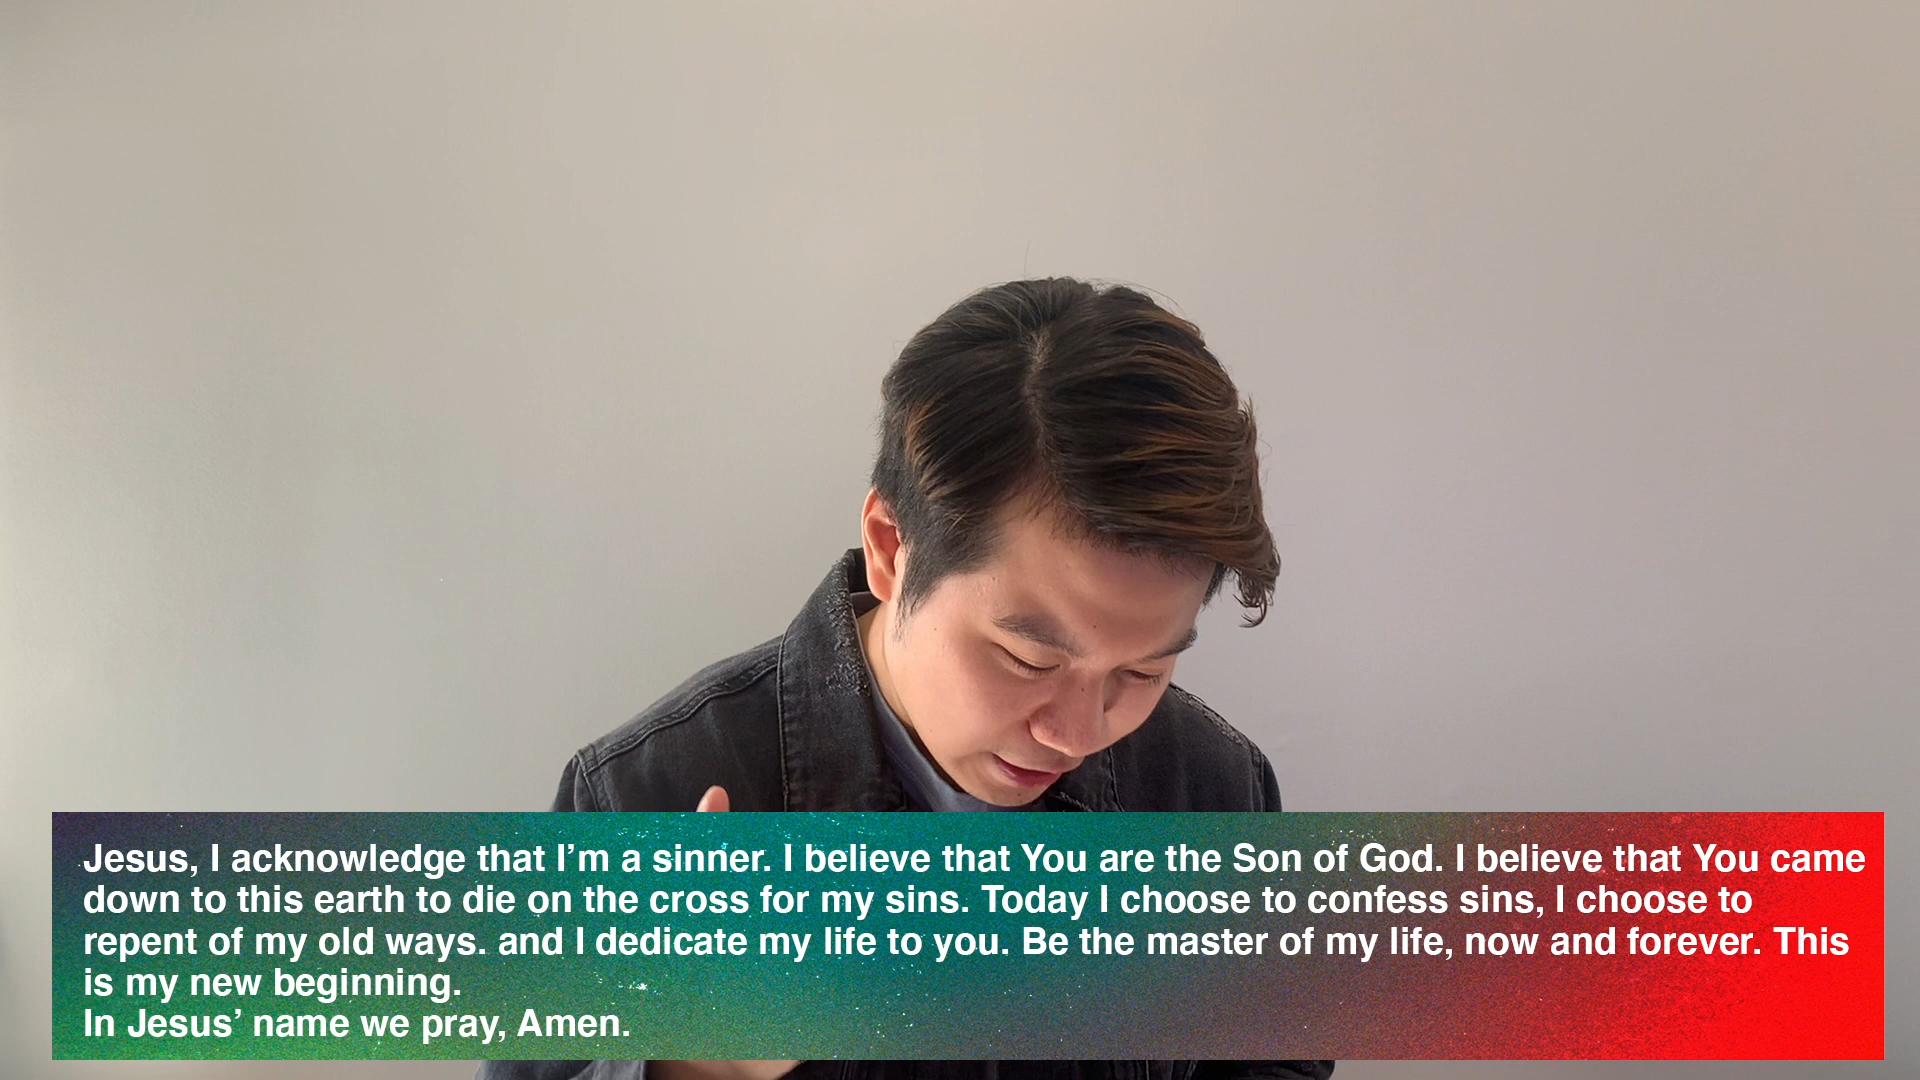 Jesus, I acknowledge that I’m a sinner. I believe that You are the Son of God. I believe that You came
down to this earth to die on the cross for my sins. Today I choose to confess sins, I choose to
repent of my old ways. and I dedicate my life to you. Be the master of my life, now and forever. This
is my new beginning.
In Jesus’ name we pray, Amen.